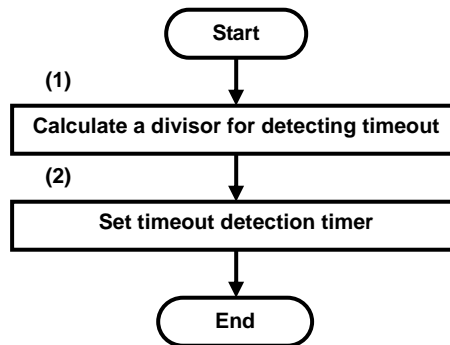 Start
(1)
Calculate a divisor for detecting timeout
(2)
Set timeout detection timer
End